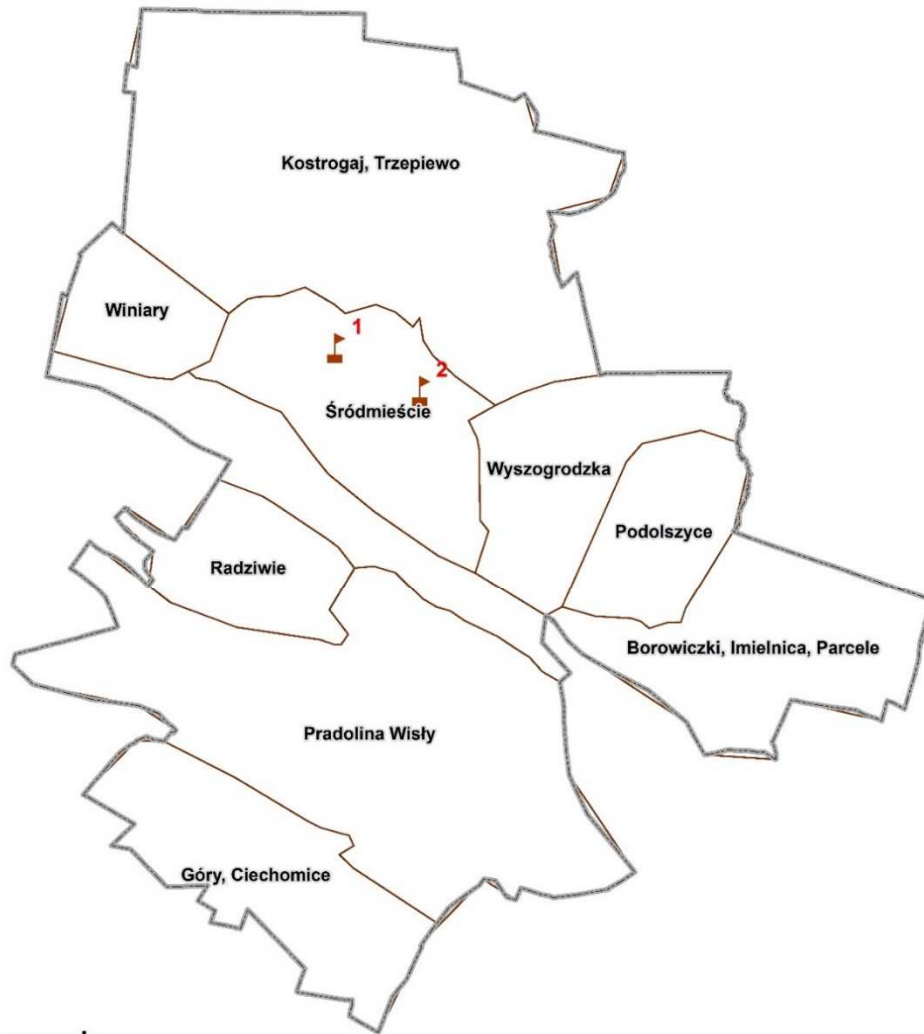 Kostrogaj, Trzepiewo
Winiary
1
2
Śródmieście
Wyszogrodzka
Podolszyce
Radziwie
Borowiczki, Imielnica, Parcele
Pradolina Wisły
Góry, Ciechomice